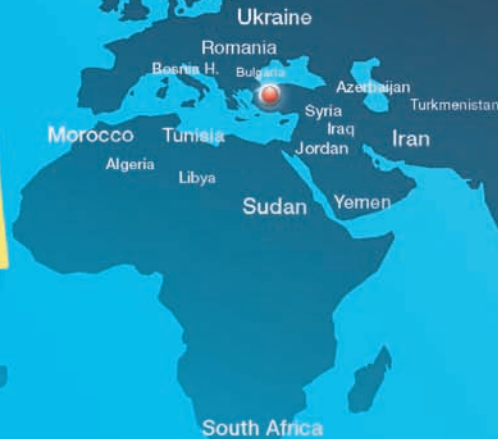 Ukraine
Romania
Bosnia H.
Bulgaria
Azerbaijan
Turkmenistan
Syria
Iraq
Iran
Jordan
Morocco
Tunisia
Algeria
Libya
Sudan
Yemen
South Africa